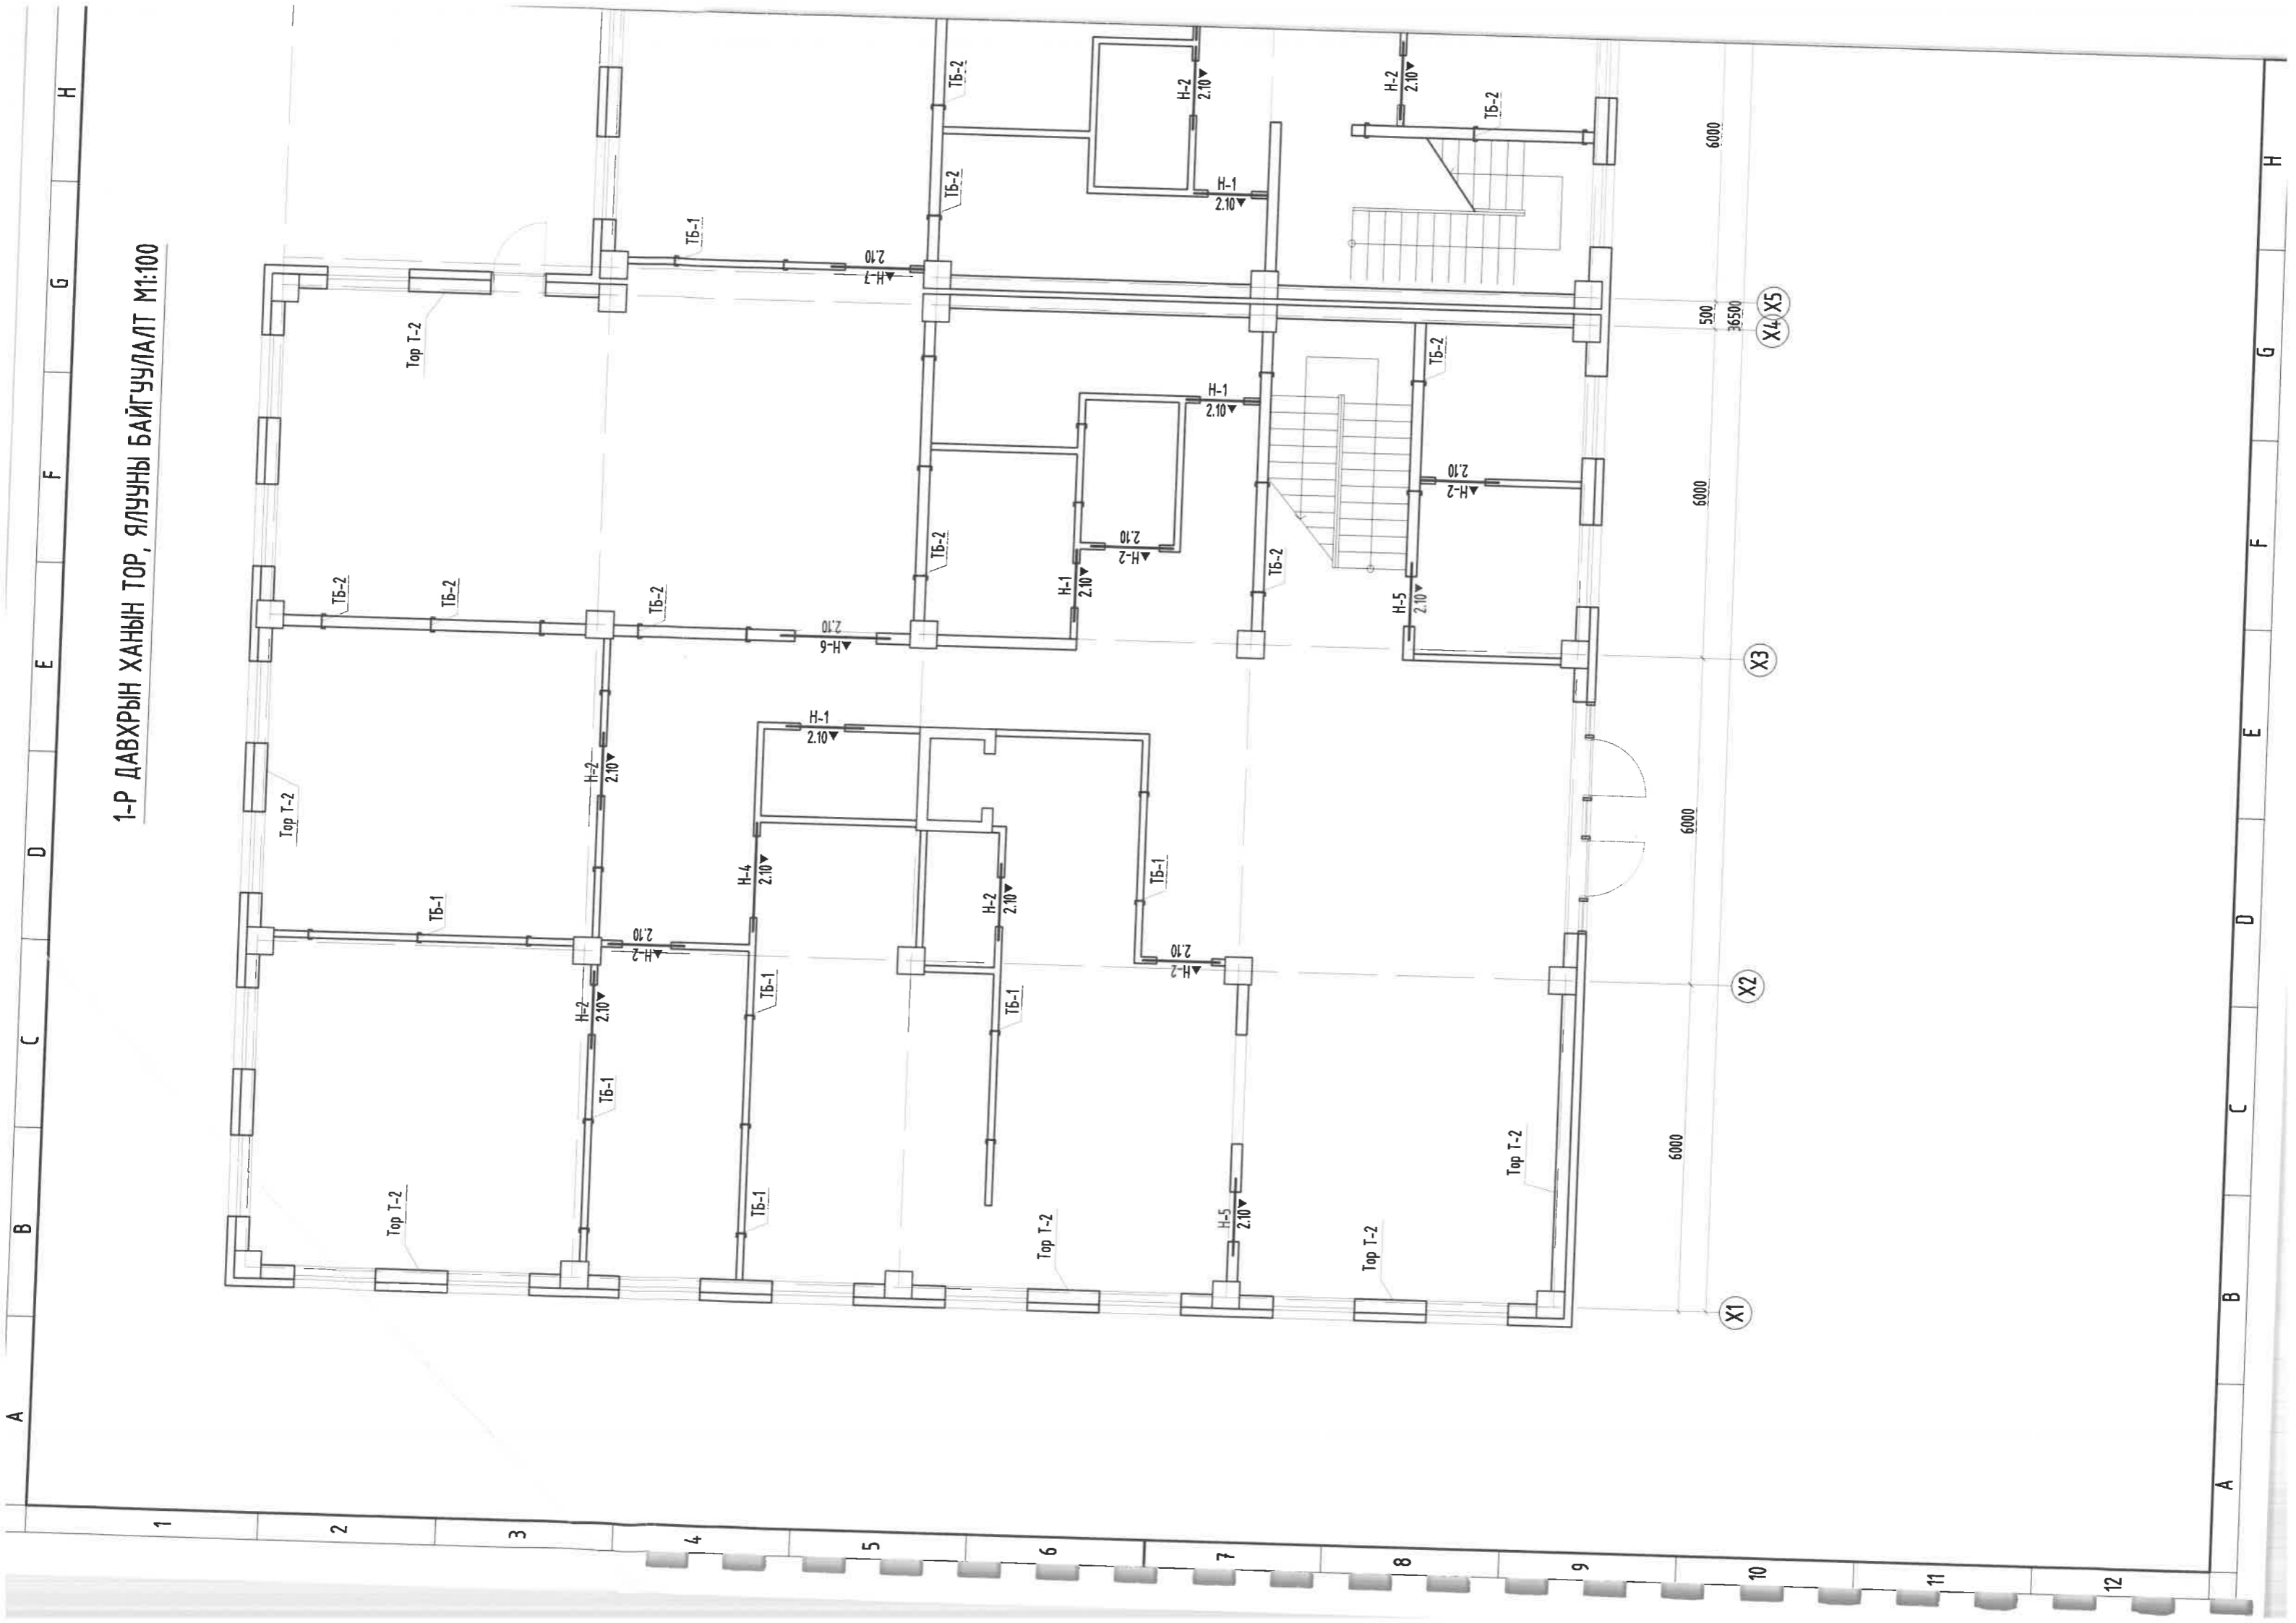 A B C D E F G H
1-Р ДАВХРЫН ХАНЫН ТОР, ЯЛУУНЫ БАЙГУУЛАЛТ М1:100
1
2
3
4
5
6
7
8
9
10
11
12
Тор Т-2
ТБ-2
Тор Т-2
Тор Т-2
ТБ-1
ТБ-2
Н-2
2.10
Н-2
2.10
ТБ-1
Н-2
2.10
ТБ-2
ТБ-1
Н-4
2.10
ТБ-1
ТБ-1
Н-1
2.10
Н-6
2.10
Н-7
2.10
ТБ-2
ТБ-2
ТБ-2
Н-2
2.10
ТБ-1
Тор Т-2
Н-1
2.10
Н-2
2.10
ТБ-1
Н-2
2.10
Н-2
2.10
Н-1
2.10
Н-1
2.10
Н-5
2.10
ТБ-2
Тор Т-2
Н-5
2.10
Н-2
2.10
ТБ-2
Н-2
2.10
ТБ-2
Тор Т-2
6000
6000
6000
500
6000
36500
X1
X2
X3
X4
X5
A B C D E F G H